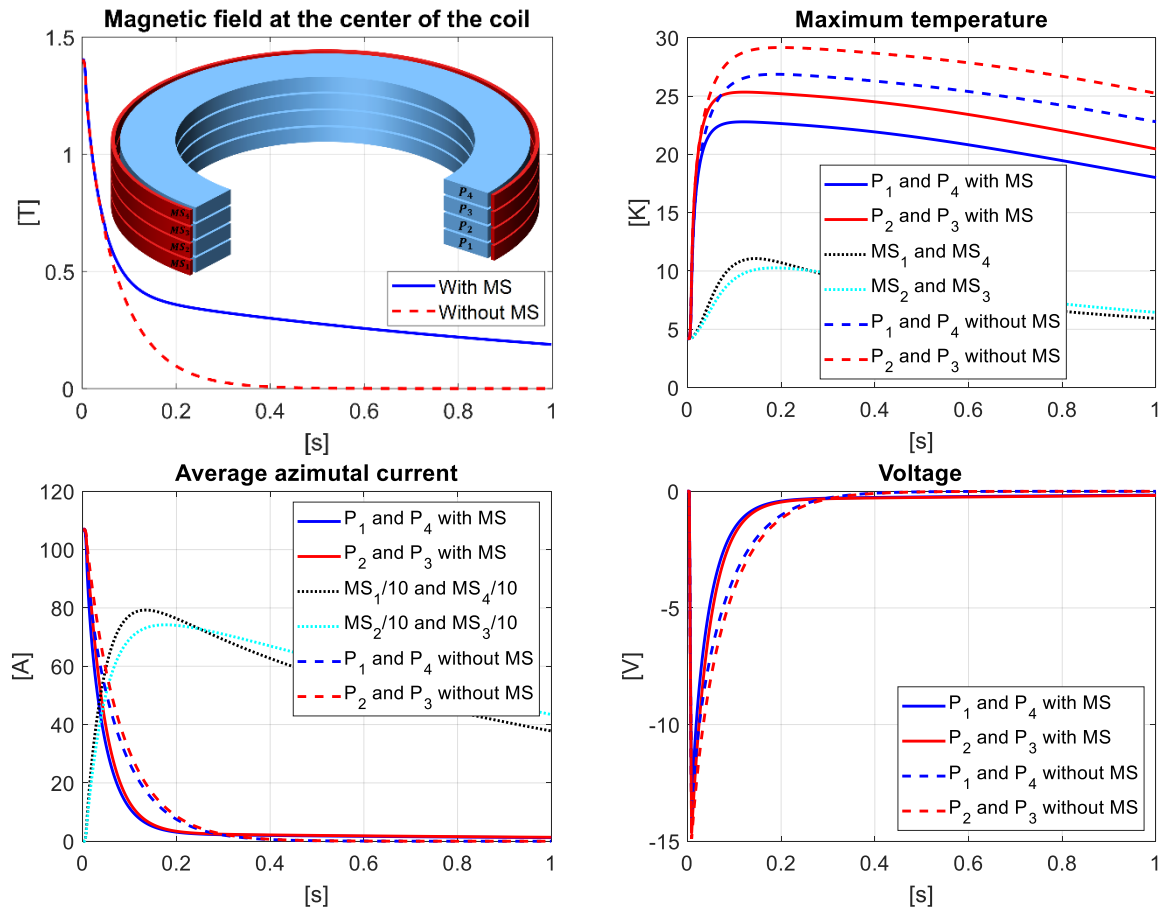 Magnetic field at the center of the coil
1.5
1
0.5
0
[T]
P4
P3
P2
P1
With MS
Without MS
0 0.2 0.4 0.6 0.8 1
[s]
Maximum temperature
30
25
20
15
10
5
0
[K]
P1 and P4 with MS
P2 and P3 with MS
MS1 and MS4
MS2 and MS3
P1 and P4 without MS
P2 and P3 without MS
0 0.2 0.4 0.6 0.8 1
[s]
Average azimutal current
120
100
80
60
40
20
0
[A]
P1 and P4 with MS
P2 and P3 with MS
MS1/10 and MS4/10
MS2/10 and MS3/10
P1 and P4 without MS
P2 and P3 without MS
0 0.2 0.4 0.6 0.8 1
[s]
Voltage
0
-5
-10
-15
[V]
P1 and P4 with MS
P2 and P3 with MS
P1 and P4 without MS
P2 and P3 without MS
0 0.2 0.4 0.6 0.8 1
[s]